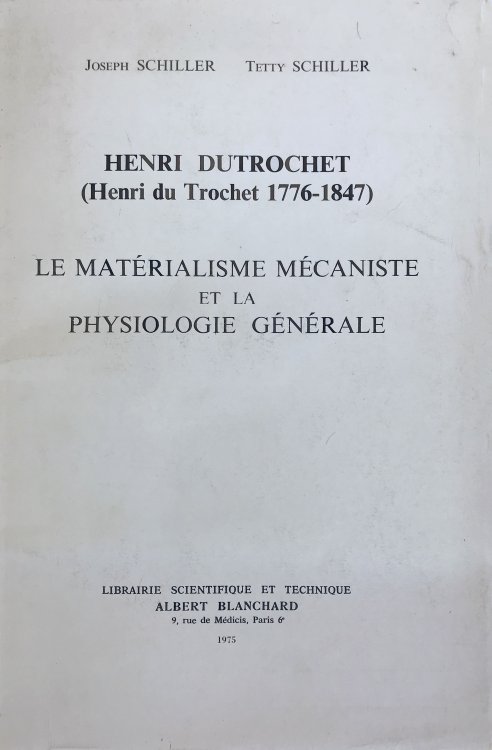 JOSEPH SCHILLER TETTY SCHILLER
HENRI DUTROCHET
(Henri du Trochet 1776-1847)
LE MATÉRIALISME MÉCANISTE
ET LA
PHYSIOLOGIE GÉNÉRALE
LIBRAIRIE SCIENTIFIQUE ET TECHNIQUE
ALBERT BLANCHARD
9, rue de Médicis, Paris 6e
1975